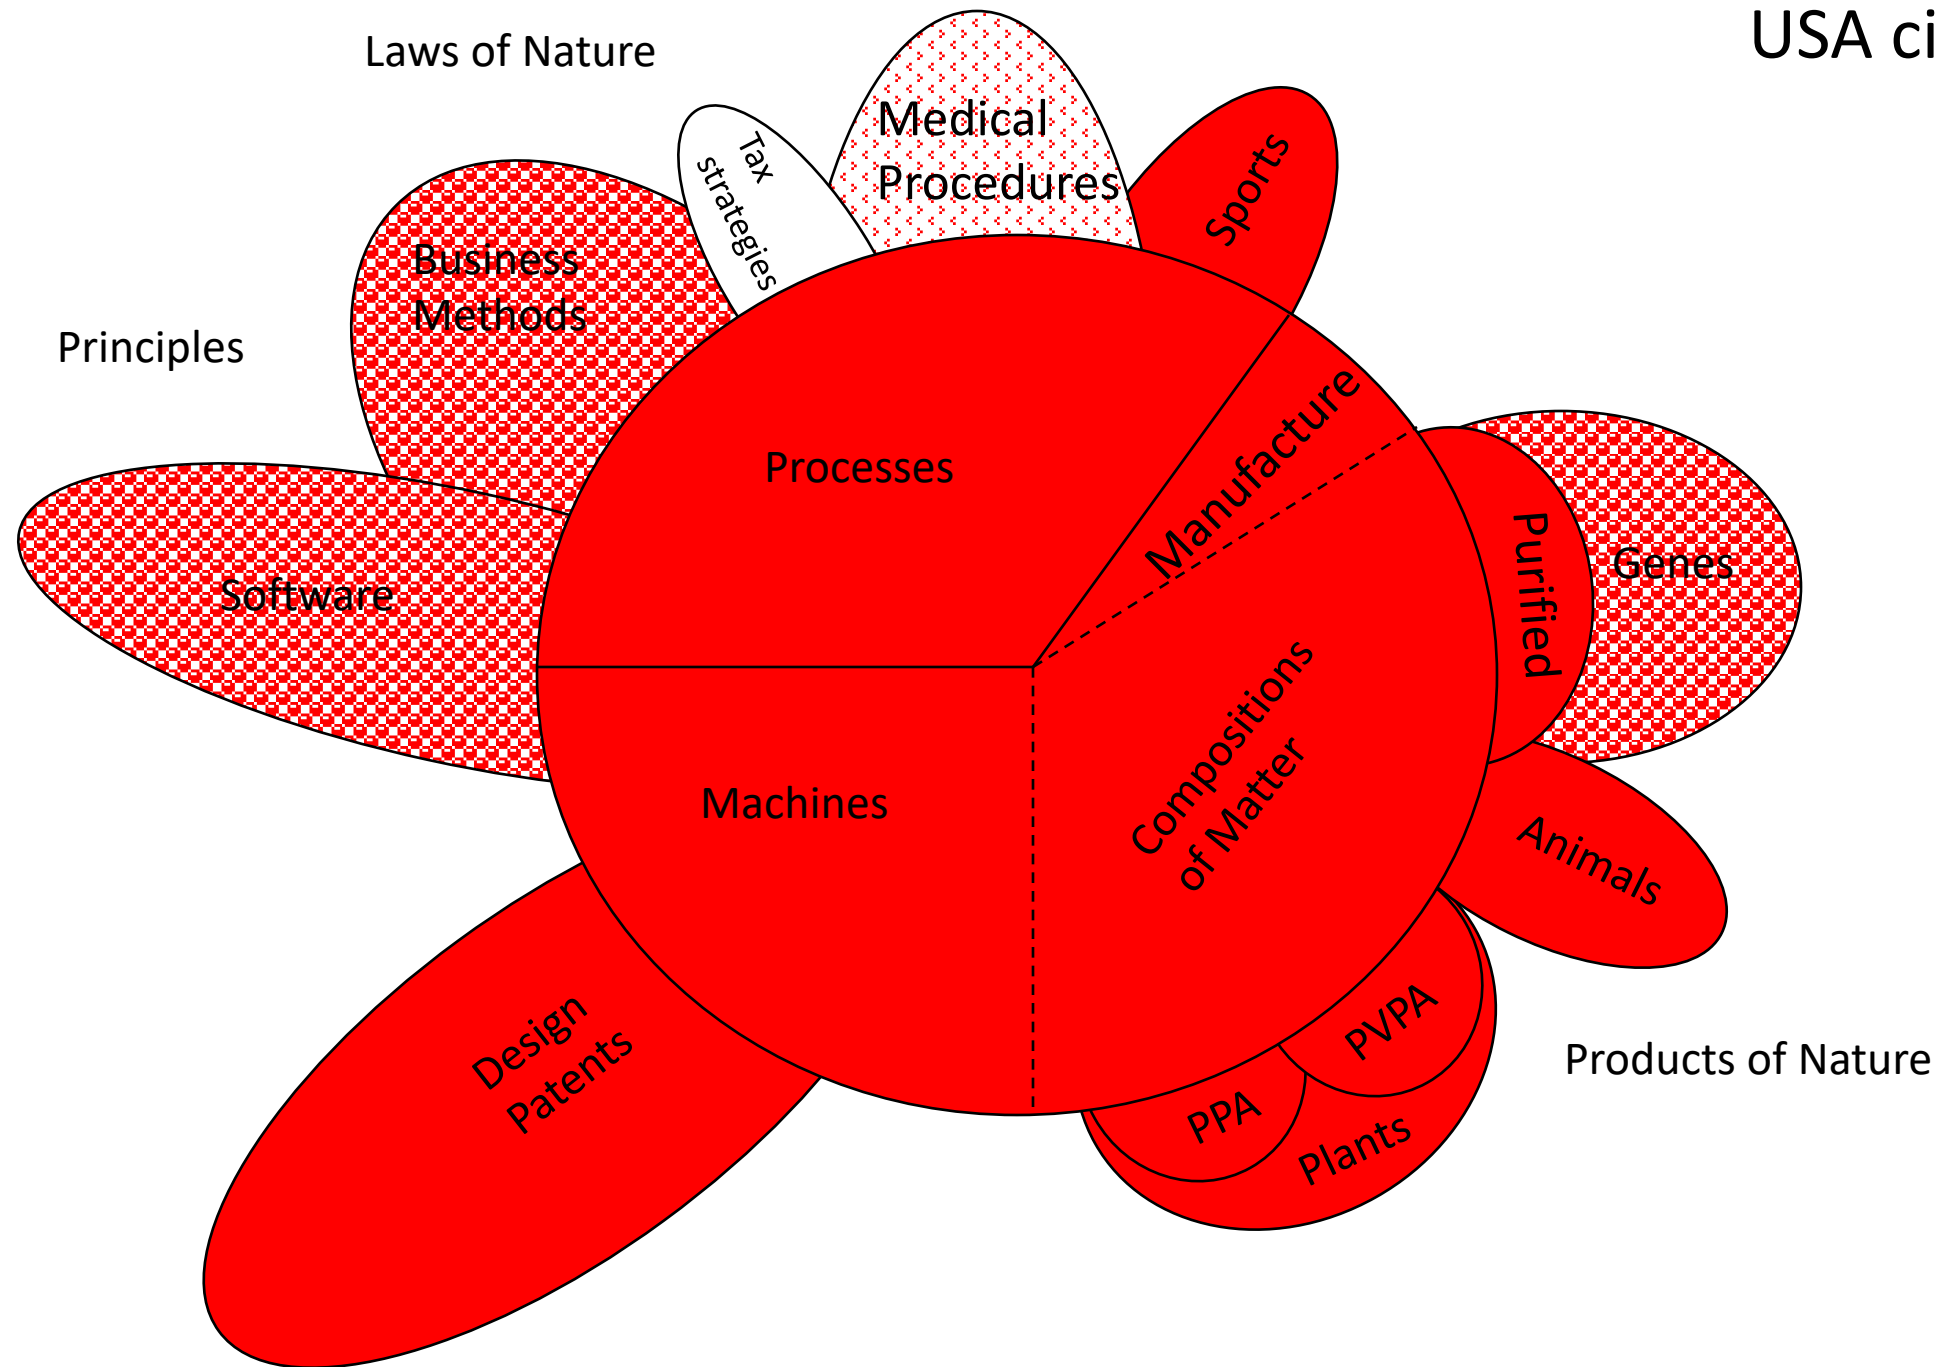 USA ci
Laws of Nature
Medical
Procedures
Tax
strategies
Sports
Business
Methods
Principles
Manufacture
Processes
Purified
Genes
Software
Compositions
of Matter
Machines
Animals
Design
Patents
PVPA
PPA
Plants
Products of Nature